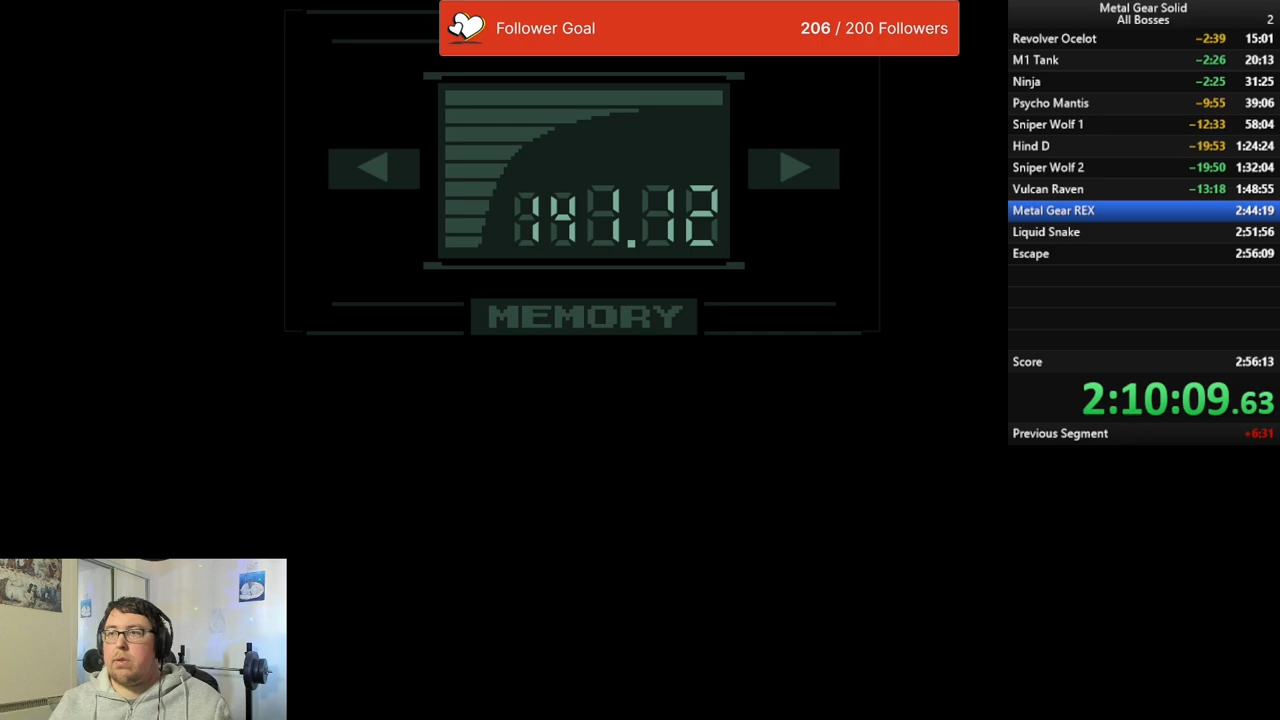 Follower Goal 206 / 200 Followers
141.12
MEMORY
Metal Gear Solid
All Bosses 2
Revolver Ocelot -2:39 15:01
M1 Tank -2:26 20:13
Ninja -2:25 31:25
Psycho Mantis -9:55 39:06
Sniper Wolf 1 -12:33 58:04
Hind D -19:53 1:24:24
Sniper Wolf 2 -19:50 1:32:04
Vulcan Raven -13:18 1:48:55
Metal Gear REX 2:44:19
Liquid Snake 2:51:56
Escape 2:56:09
Score 2:56:13
2:10:09.63
Previous Segment +6:31